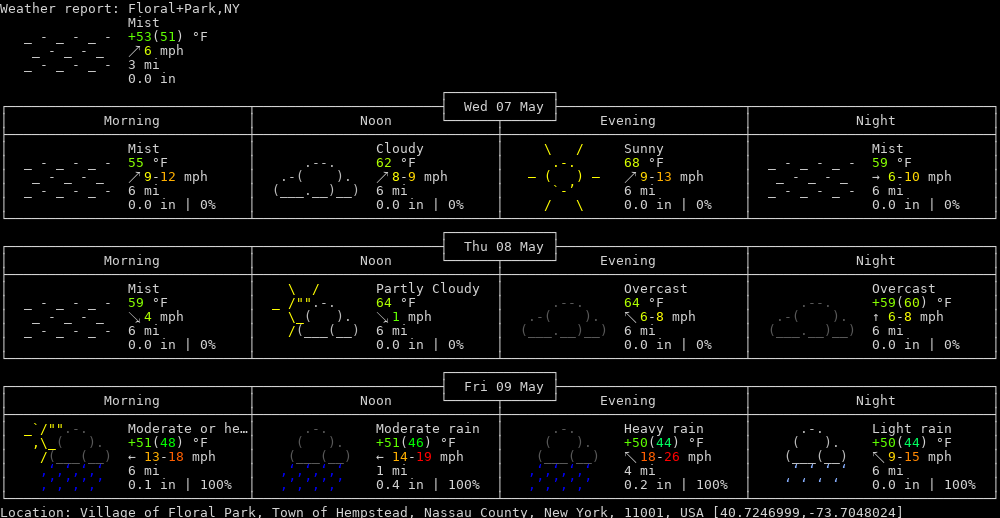 Weather report: Floral+Park,NY
Mist
+53(51) °F
↗ 6 mph
3 mi
0.0 in
Wed 07 May
Morning Noon Evening Night
Mist Cloudy Sunny Mist
55 °F 62 °F 68 °F 59 °F
↗ 9-12 mph ↗ 8-9 mph ↗ 9-13 mph → 6-10 mph
6 mi 6 mi 6 mi 6 mi
0.0 in | 0% 0.0 in | 0% 0.0 in | 0% 0.0 in | 0%
Thu 08 May
Morning Noon Evening Night
Mist Partly Cloudy Overcast Overcast
59 °F 64 °F 64 °F +59(60) °F
↘ 4 mph ↘ 1 mph ↖ 6-8 mph ↑ 6-8 mph
6 mi 6 mi 6 mi 6 mi
0.0 in | 0% 0.0 in | 0% 0.0 in | 0% 0.0 in | 0%
Fri 09 May
Morning Noon Evening Night
Moderate or he… Moderate rain Heavy rain Light rain
+51(48) °F +51(46) °F +50(44) °F +50(44) °F
← 13-18 mph ← 14-19 mph ↖ 18-26 mph ↖ 9-15 mph
6 mi 1 mi 4 mi 6 mi
0.1 in | 100% 0.4 in | 100% 0.2 in | 100% 0.0 in | 100%
Location: Village of Floral Park, Town of Hempstead, Nassau County, New York, 11001, USA [40.7246999,-73.7048024]